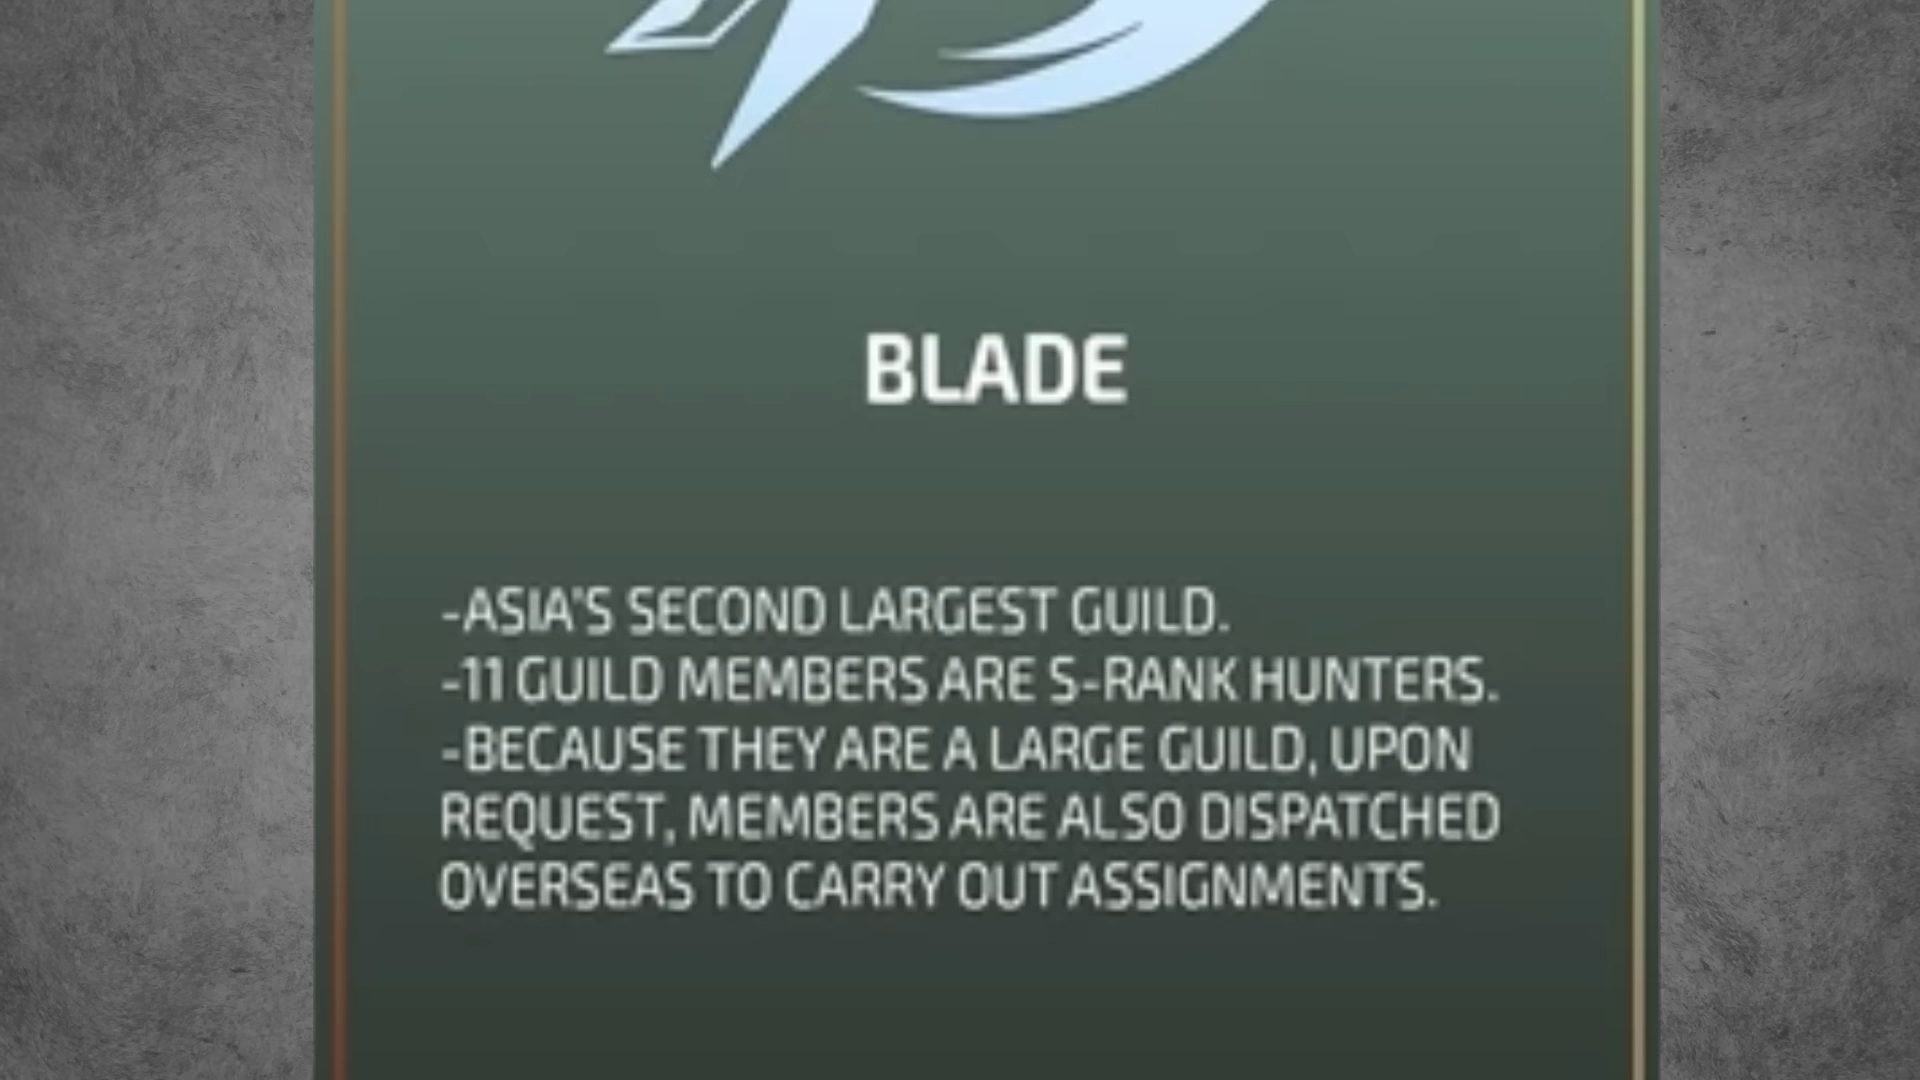 BLADE
-ASIA'S SECOND LARGEST GUILD.
-11 GUILD MEMBERS ARE S-RANK HUNTERS.
-BECAUSE THEY ARE A LARGE GUILD, UPON
REQUEST, MEMBERS ARE ALSO DISPATCHED
OVERSEAS TO CARRY OUT ASSIGNMENTS.